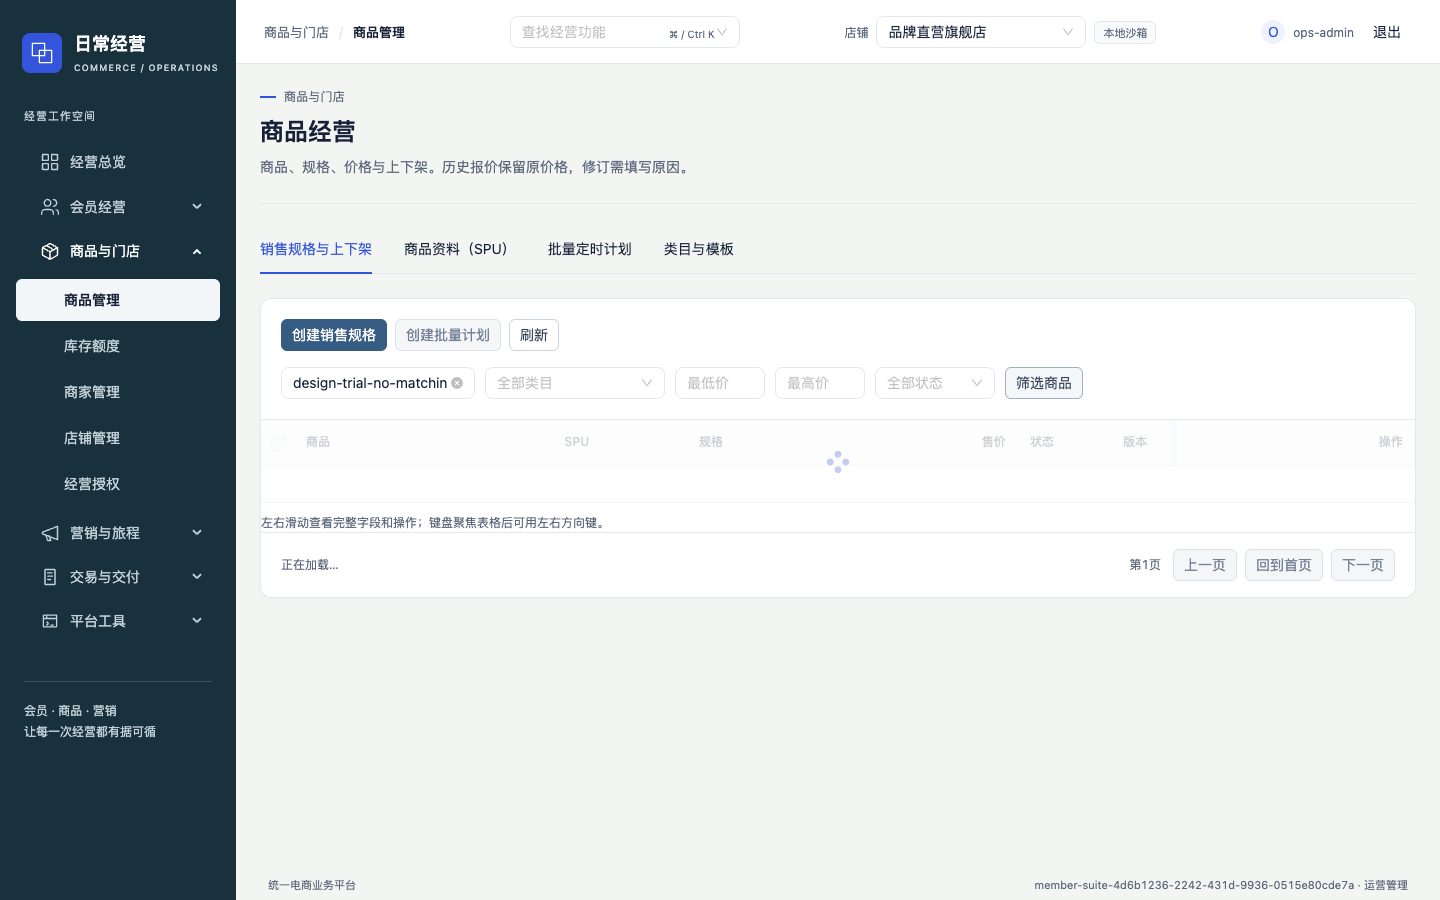 日常经营
COMMERCE / OPERATIONS
经营工作空间
经营总览
会员经营
商品与门店
商品管理
库存额度
商家管理
店铺管理
经营授权
营销与旅程
交易与交付
平台工具
会员 · 商品 · 营销
让每一次经营都有据可循
商品与门店 / 商品管理
查找经营功能 ⌘ / Ctrl K
店铺 品牌直营旗舰店 本地沙箱
O ops-admin 退出
商品与门店
商品经营
商品、规格、价格与上下架。历史报价保留原价格，修订需填写原因。
销售规格与上下架 商品资料（SPU） 批量定时计划 类目与模板
创建销售规格 创建批量计划 刷新
design-trial-no-matchin 全部类目 最低价 最高价 全部状态 筛选商品
商品 SPU 规格 售价 状态 版本 操作
左右滑动查看完整字段和操作；键盘聚焦表格后可用左右方向键。
正在加载... 第1页 上一页 回到首页 下一页
统一电商业务平台 member-suite-4d6b1236-2242-431d-9936-0515e80cde7a · 运营管理